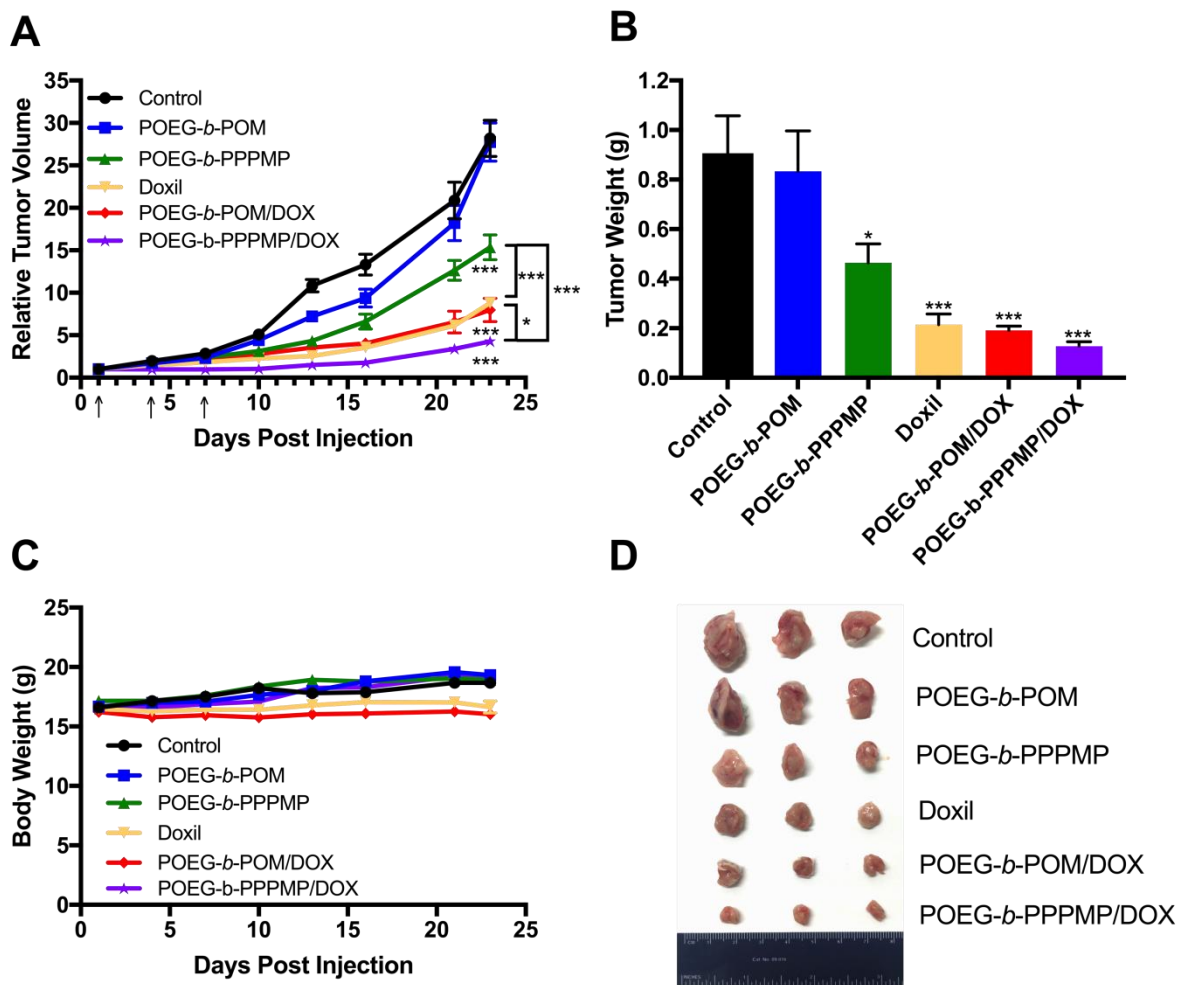 A
Relative Tumor Volume
35
30
25
20
15
10
5
0
Control
POEG-b-POM
POEG-b-PPPMP
Doxil
POEG-b-POM/DOX
POEG-b-PPPMP/DOX
***
***
***
*
***
***
0 5 10 15 20 25
↑ ↑ ↑
Days Post Injection
B
Tumor Weight (g)
1.2
1.0
0.8
0.6
0.4
0.2
0.0
*
***
***
***
Control
POEG-b-POM
POEG-b-PPPMP
Doxil
POEG-b-POM/DOX
POEG-b-PPPMP/DOX
C
Body Weight (g)
25
20
15
10
5
0
Control
POEG-b-POM
POEG-b-PPPMP
Doxil
POEG-b-POM/DOX
POEG-b-PPPMP/DOX
0 5 10 15 20 25
Days Post Injection
D
Control
POEG-b-POM
POEG-b-PPPMP
Doxil
POEG-b-POM/DOX
POEG-b-PPPMP/DOX